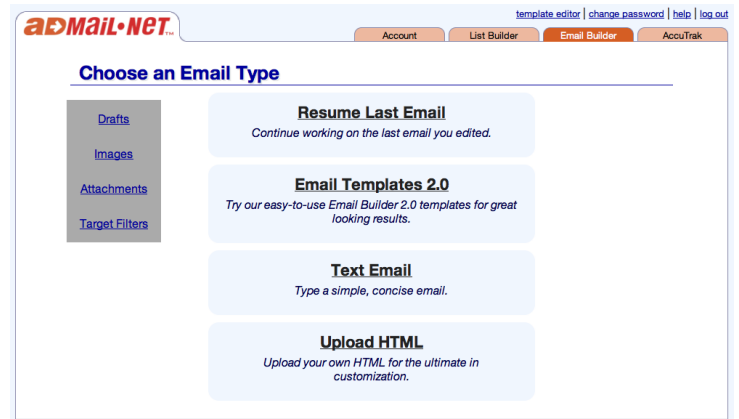 template editor | change password | help | log out
aDMaiL•NeT™
Account List Builder Email Builder AccuTrak
Choose an Email Type
Drafts
Images
Attachments
Target Filters
Resume Last Email
Continue working on the last email you edited.
Email Templates 2.0
Try our easy-to-use Email Builder 2.0 templates for great
looking results.
Text Email
Type a simple, concise email.
Upload HTML
Upload your own HTML for the ultimate in
customization.